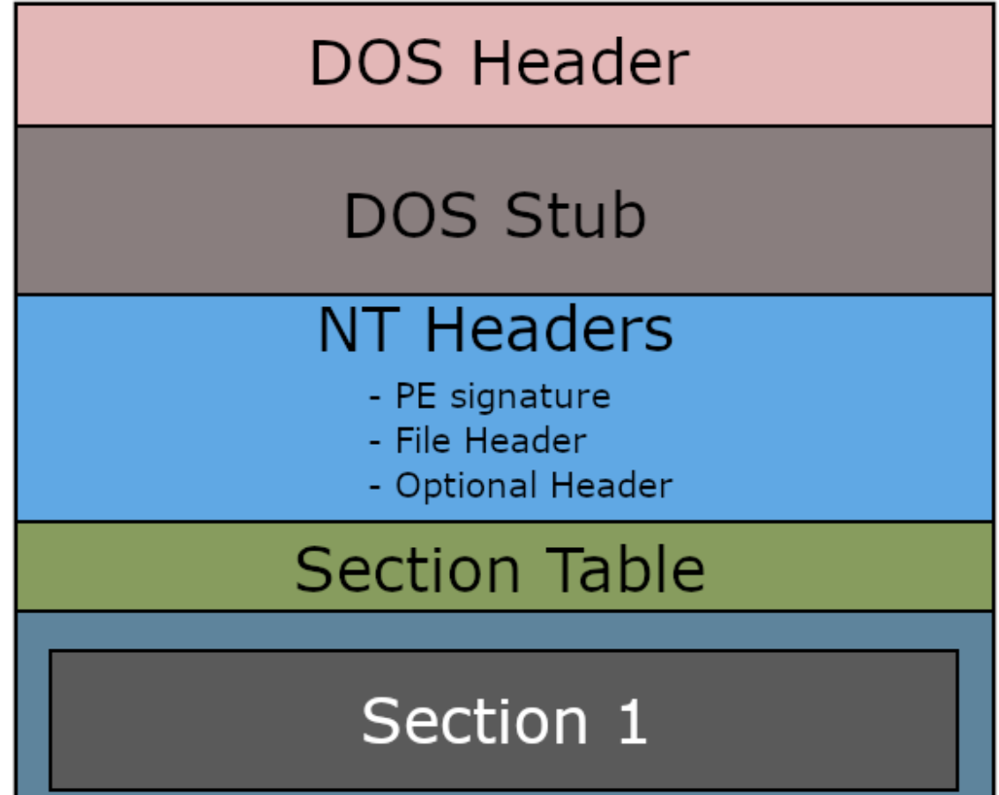 DOS Header
DOS Stub
NT Headers
- PE signature
- File Header
- Optional Header
Section Table
Section 1